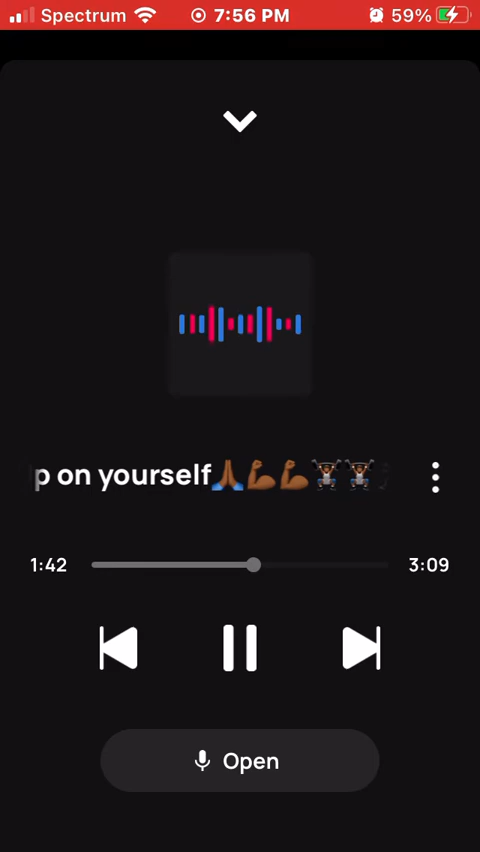 Spectrum 7:56 PM 59%
p on yourself🙏🏾💪🏾💪🏾🏋🏾🏋🏾
1:42 3:09
Open